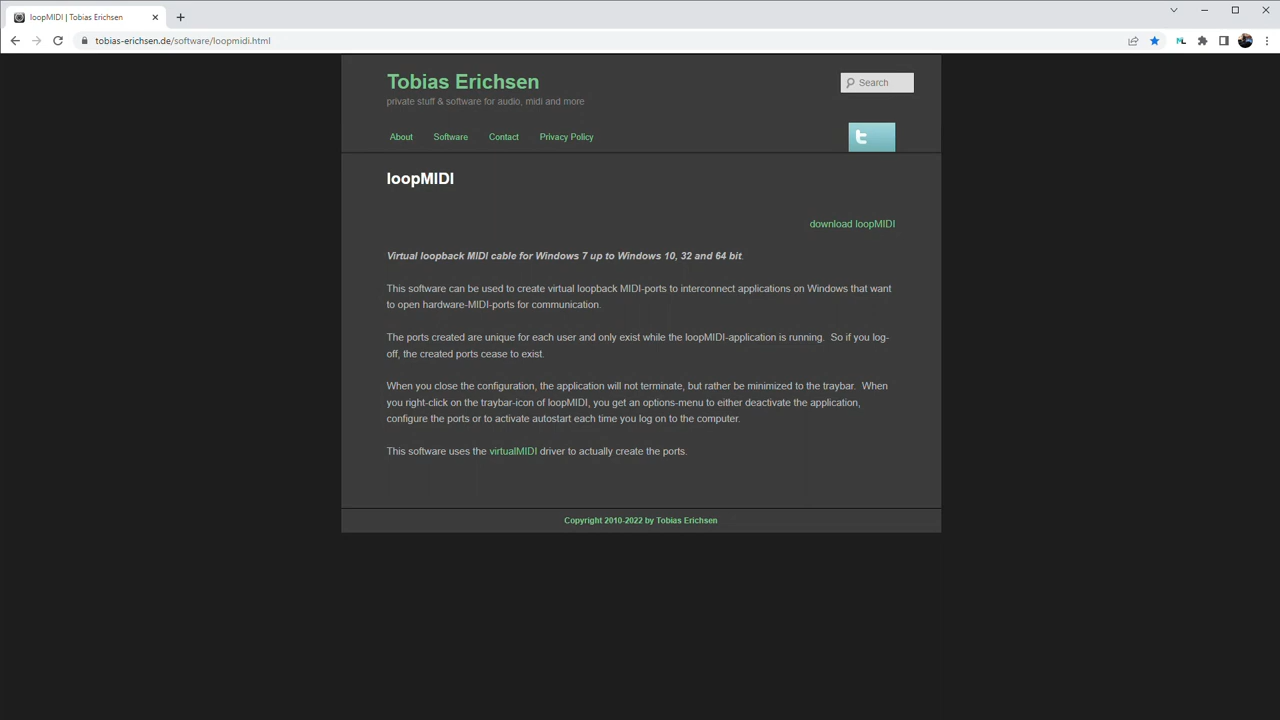 loopMIDI | Tobias Erichsen
tobias-erichsen.de/software/loopmidi.html
Tobias Erichsen
private stuff & software for audio, midi and more
Search
About Software Contact Privacy Policy
loopMIDI
download loopMIDI
Virtual loopback MIDI cable for Windows 7 up to Windows 10, 32 and 64 bit.
This software can be used to create virtual loopback MIDI-ports to interconnect applications on Windows that want
to open hardware-MIDI-ports for communication.
The ports created are unique for each user and only exist while the loopMIDI-application is running.  So if you log-
off, the created ports cease to exist.
When you close the configuration, the application will not terminate, but rather be minimized to the traybar.  When
you right-click on the traybar-icon of loopMIDI, you get an options-menu to either deactivate the application,
configure the ports or to activate autostart each time you log on to the computer.
This software uses the virtualMIDI driver to actually create the ports.
Copyright 2010-2022 by Tobias Erichsen